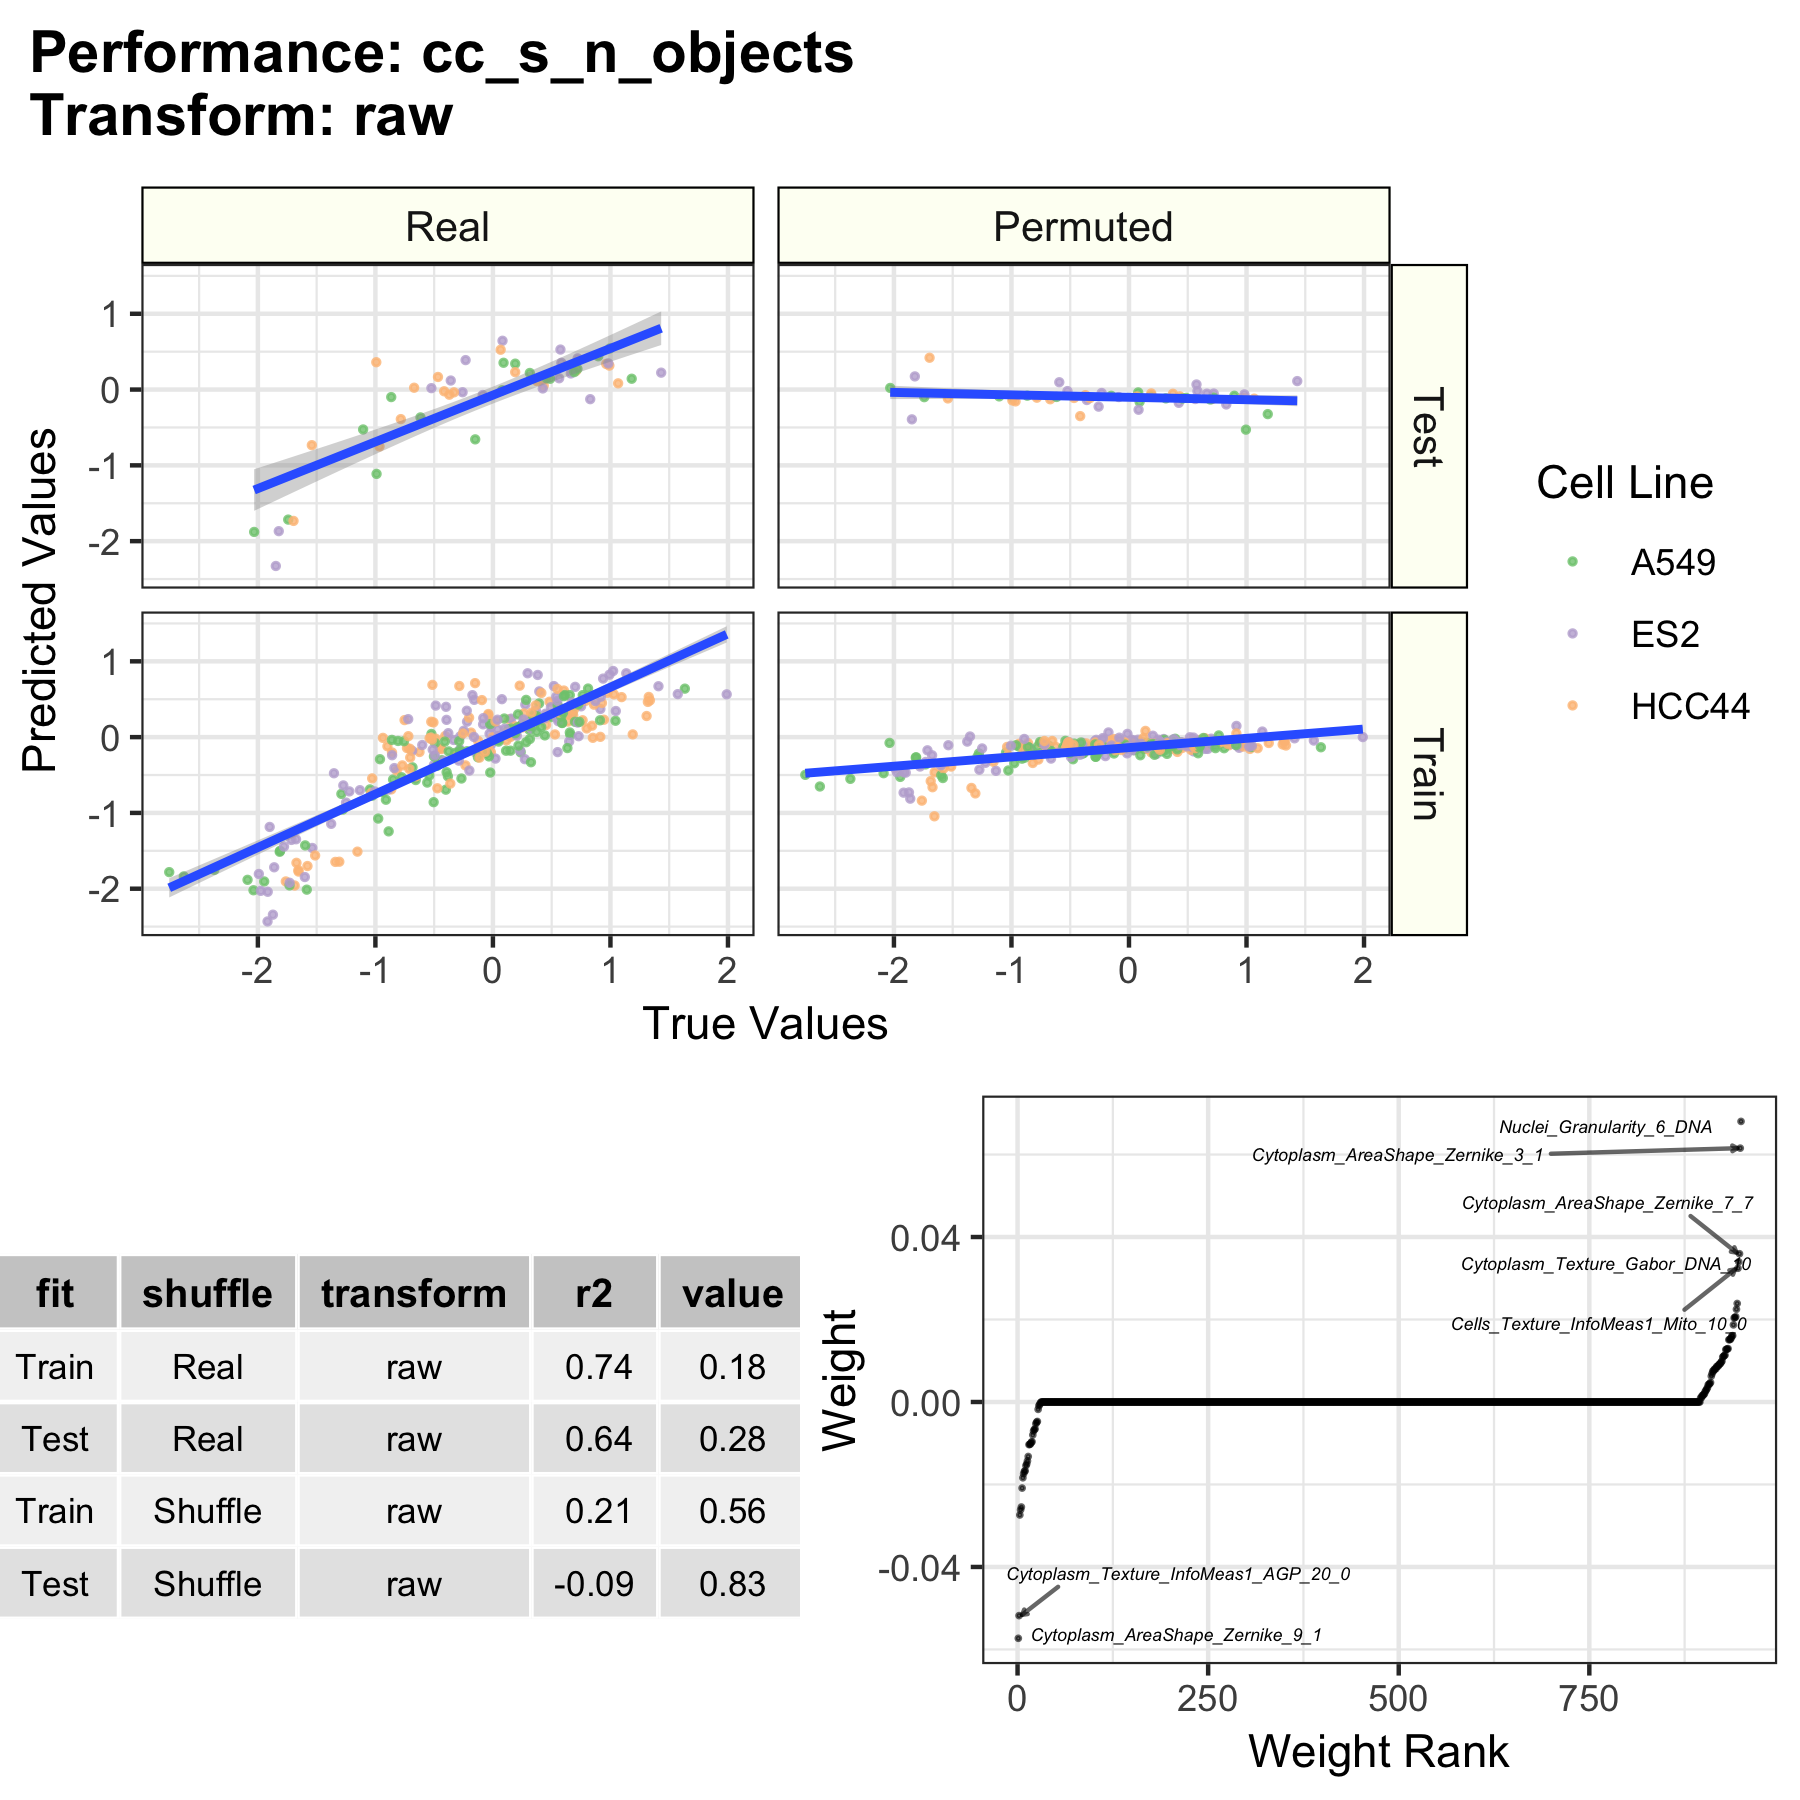 Performance: cc_s_n_objects
Transform: raw
Real
Permuted
Predicted Values
1
0
-1
-2
Test
1
0
-1
-2
Train
-2
-1
0
1
2
-2
-1
0
1
2
True Values
Cell Line
A549
ES2
HCC44
fit shuffle transform r2 value
Train Real raw 0.74 0.18
Test Real raw 0.64 0.28
Train Shuffle raw 0.21 0.56
Test Shuffle raw -0.09 0.83
Weight
0.04
0.00
-0.04
Nuclei_Granularity_6_DNA
Cytoplasm_AreaShape_Zernike_3_1
Cytoplasm_AreaShape_Zernike_7_7
Cytoplasm_Texture_Gabor_DNA_10
Cells_Texture_InfoMeas1_Mito_10_0
Cytoplasm_Texture_InfoMeas1_AGP_20_0
Cytoplasm_AreaShape_Zernike_9_1
0
250
500
750
Weight Rank